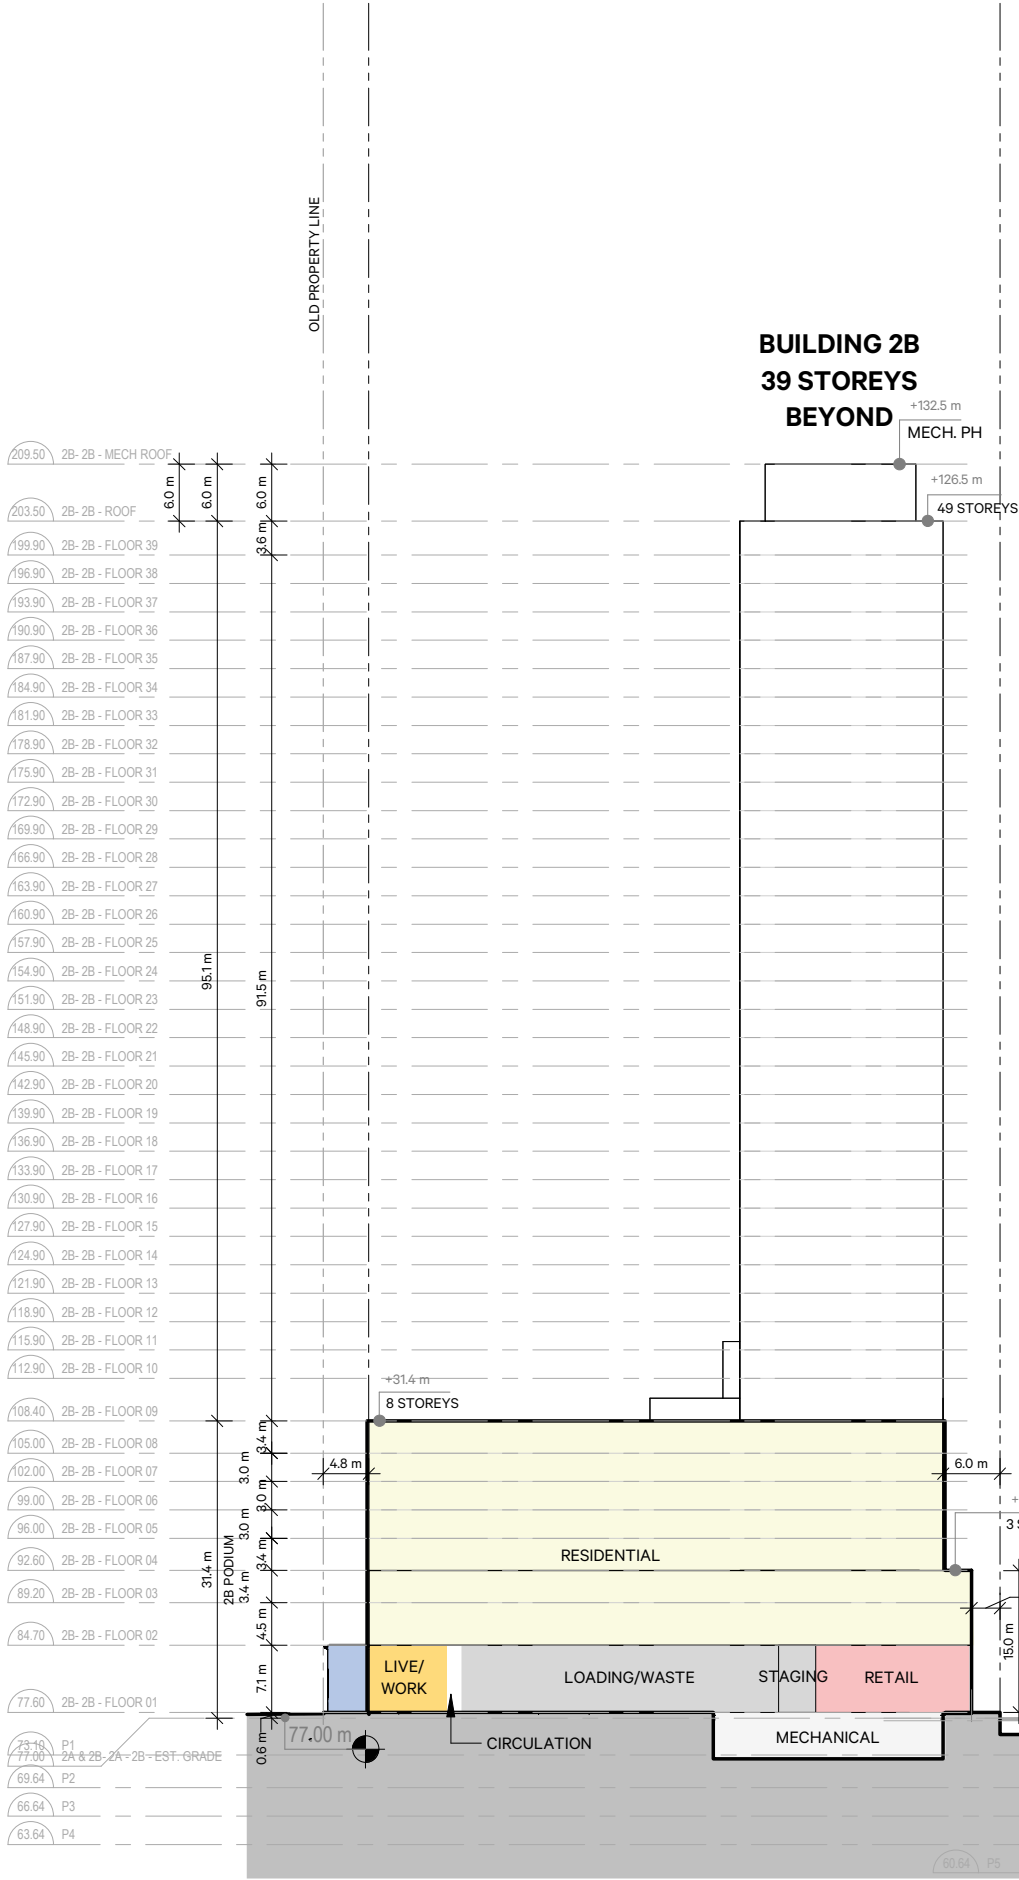 OLD PROPERTY LINE
BUILDING 2B
39 STOREYS
BEYOND
+132.5 m
MECH. PH
+126.5 m
49 STOREYS
209.50 2B- 2B - MECH ROOF
6.0 m
6.0 m
6.0 m
203.50 2B- 2B - ROOF
3.6 m
199.90 2B- 2B - FLOOR 39
196.90 2B- 2B - FLOOR 38
193.90 2B- 2B - FLOOR 37
190.90 2B- 2B - FLOOR 36
187.90 2B- 2B - FLOOR 35
184.90 2B- 2B - FLOOR 34
181.90 2B- 2B - FLOOR 33
178.90 2B- 2B - FLOOR 32
175.90 2B- 2B - FLOOR 31
172.90 2B- 2B - FLOOR 30
169.90 2B- 2B - FLOOR 29
166.90 2B- 2B - FLOOR 28
163.90 2B- 2B - FLOOR 27
160.90 2B- 2B - FLOOR 26
157.90 2B- 2B - FLOOR 25
154.90 2B- 2B - FLOOR 24
95.1 m
91.5 m
151.90 2B- 2B - FLOOR 23
148.90 2B- 2B - FLOOR 22
145.90 2B- 2B - FLOOR 21
142.90 2B- 2B - FLOOR 20
139.90 2B- 2B - FLOOR 19
136.90 2B- 2B - FLOOR 18
133.90 2B- 2B - FLOOR 17
130.90 2B- 2B - FLOOR 16
127.90 2B- 2B - FLOOR 15
124.90 2B- 2B - FLOOR 14
121.90 2B- 2B - FLOOR 13
118.90 2B- 2B - FLOOR 12
115.90 2B- 2B - FLOOR 11
112.90 2B- 2B - FLOOR 10
+31.4 m
8 STOREYS
108.40 2B- 2B - FLOOR 09
3.4 m
105.00 2B- 2B - FLOOR 08
4.8 m
6.0 m
3.0 m
102.00 2B- 2B - FLOOR 07
3.0 m
99.00 2B- 2B - FLOOR 06
3.0 m
96.00 2B- 2B - FLOOR 05
+
3 S
3.4 m
RESIDENTIAL
92.60 2B- 2B - FLOOR 04
31.4 m
2B PODIUM
3.4 m
89.20 2B- 2B - FLOOR 03
4.5 m
84.70 2B- 2B - FLOOR 02
15.0 m
7.1 m
LIVE/
WORK
LOADING/WASTE
STAGING
RETAIL
77.60 2B- 2B - FLOOR 01
77.00 m
0.6 m
CIRCULATION
MECHANICAL
73.10 P1
77.00 2A & 2B- 2A - 2B - EST. GRADE
69.64 P2
66.64 P3
63.64 P4
60.64 P5